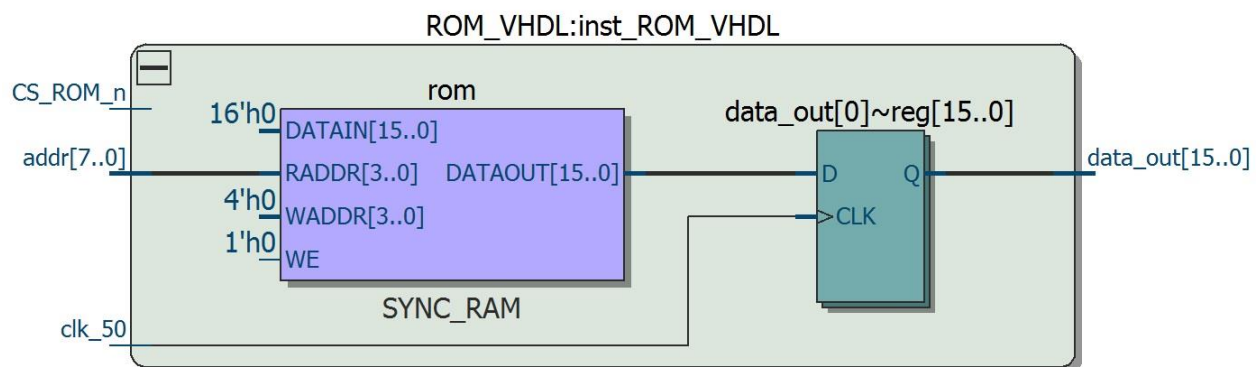 ROM_VHDL:inst_ROM_VHDL
CS_ROM_n
rom
16'h0
data_out[0]~reg[15..0]
DATAIN[15..0]
addr[7..0]
RADDR[3..0] DATAOUT[15..0]
D Q
data_out[15..0]
4'h0
WADDR[3..0]
CLK
1'h0
WE
SYNC_RAM
clk_50